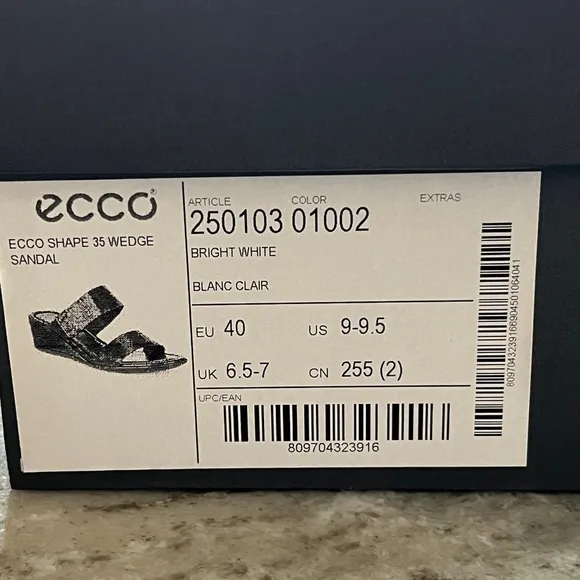 ecco
ECCO SHAPE 35 WEDGE
SANDAL
ARTICLE COLOR EXTRAS
250103 01002
BRIGHT WHITE
BLANC CLAIR
EU 40 US 9-9.5
UK 6.5-7 CN 255 (2)
UPC/EAN
809704323916
8097043239166904501064041